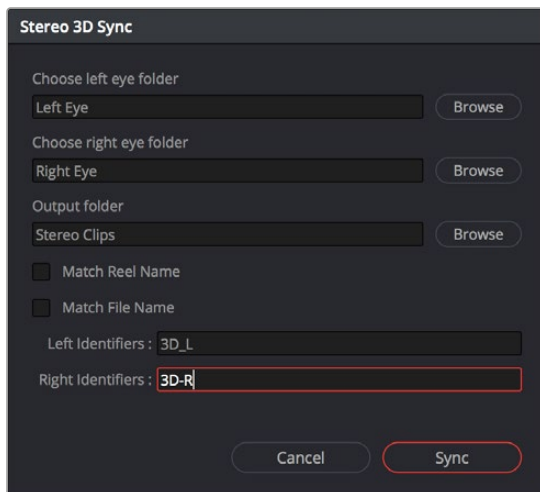 Stereo 3D Sync
Choose left eye folder
Left Eye Browse
Choose right eye folder
Right Eye Browse
Output folder
Stereo Clips Browse
Match Reel Name
Match File Name
Left Identifiers : 3D_L
Right Identifiers : 3D-R
Cancel Sync